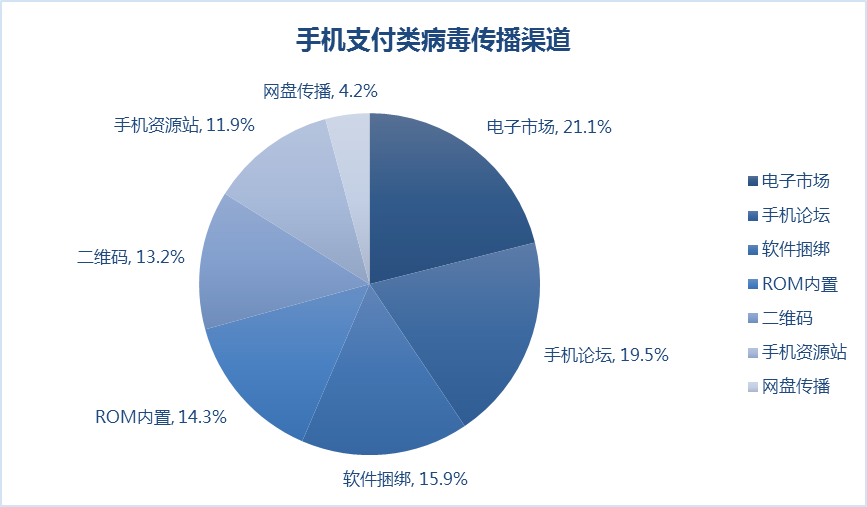 手机支付类病毒传播渠道
网盘传播, 4.2%
手机资源站, 11.9%
电子市场, 21.1%
二维码, 13.2%
手机论坛, 19.5%
ROM内置, 14.3%
软件捆绑, 15.9%
电子市场
手机论坛
软件捆绑
ROM内置
二维码
手机资源站
网盘传播